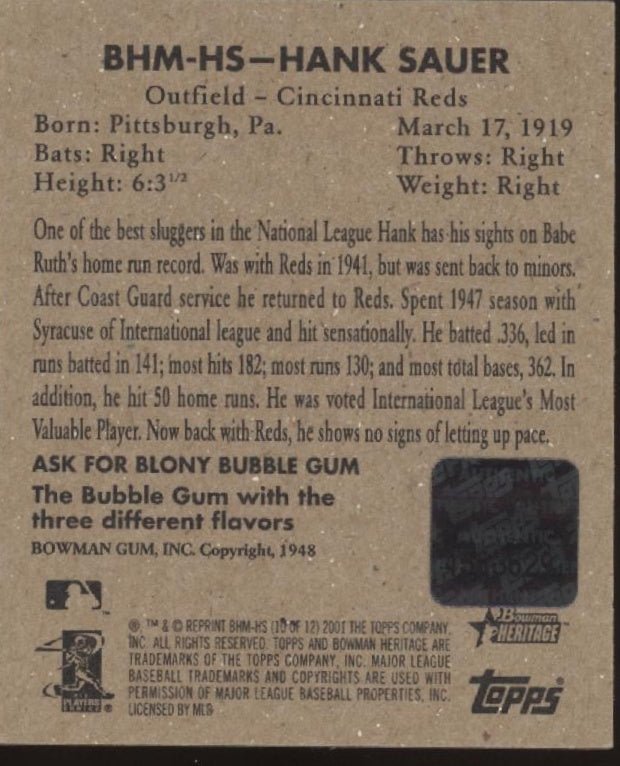 BHM-HS—HANK SAUER
Outfield – Cincinnati Reds
Born: Pittsburgh, Pa. March 17, 1919
Bats: Right Throws: Right
Height: 6:3 1/2 Weight: Right
One of the best sluggers in the National League Hank has his sights on Babe
Ruth's home run record. Was with Reds in 1941, but was sent back to minors.
After Coast Guard service he returned to Reds. Spent 1947 season with
Syracuse of International league and hit sensationally. He batted .336, led in
runs batted in 141; most hits 182; most runs 130; and most total bases, 362. In
addition, he hit 50 home runs. He was voted International League's Most
Valuable Player. Now back with Reds, he shows no signs of letting up pace.
ASK FOR BLONY BUBBLE GUM
The Bubble Gum with the
three different flavors
BOWMAN GUM, INC. Copyright, 1948
AUTHENTIC
AUTHENTIC
Bowman
HERITAGE
™
®, ™ & © REPRINT BHM-HS (10 OF 12) 2001 THE TOPPS COMPANY,
INC. ALL RIGHTS RESERVED. TOPPS AND BOWMAN HERITAGE ARE
TRADEMARKS OF THE TOPPS COMPANY, INC. MAJOR LEAGUE
BASEBALL TRADEMARKS AND COPYRIGHTS ARE USED WITH
PERMISSION OF MAJOR LEAGUE BASEBALL PROPERTIES, INC.
LICENSED BY MLB
PLAYERS
CHOICE
Topps®